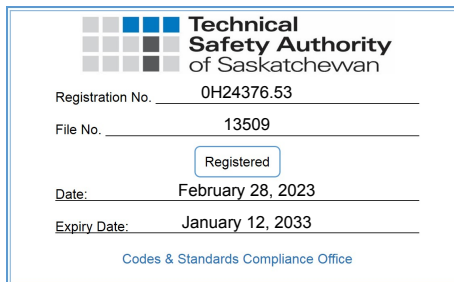 Technical
Safety Authority
of Saskatchewan
Registration No. 0H24376.53
File No. 13509
Registered
Date: February 28, 2023
Expiry Date: January 12, 2033
Codes & Standards Compliance Office